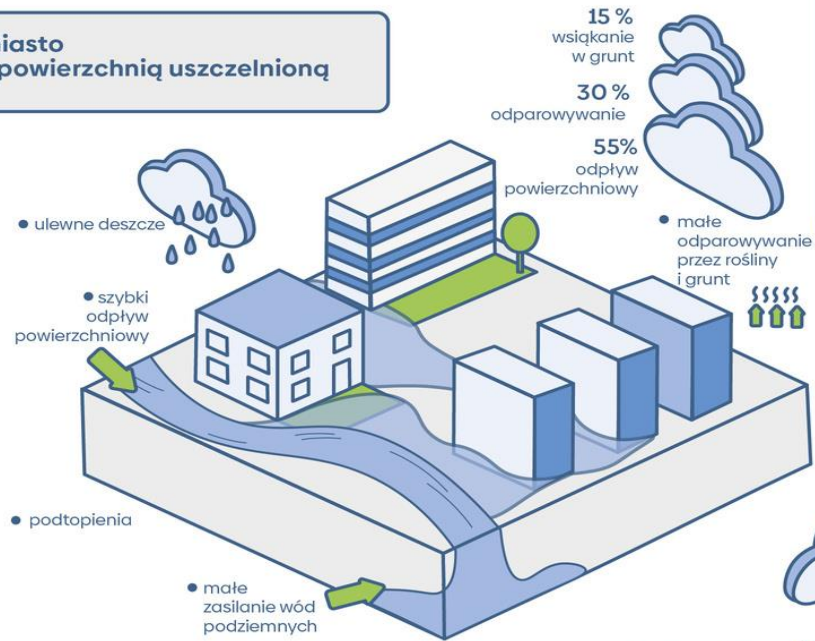 iasto
powierzchnią uszczelnioną
15 %
wsiąkanie
w grunt
30 %
odparowywanie
55%
odpływ
powierzchniowy
• ulewne deszcze
• małe
odparowywanie
przez rośliny
i grunt
• szybki
odpływ
powierzchniowy
• podtopienia
• małe
zasilanie wód
podziemnych